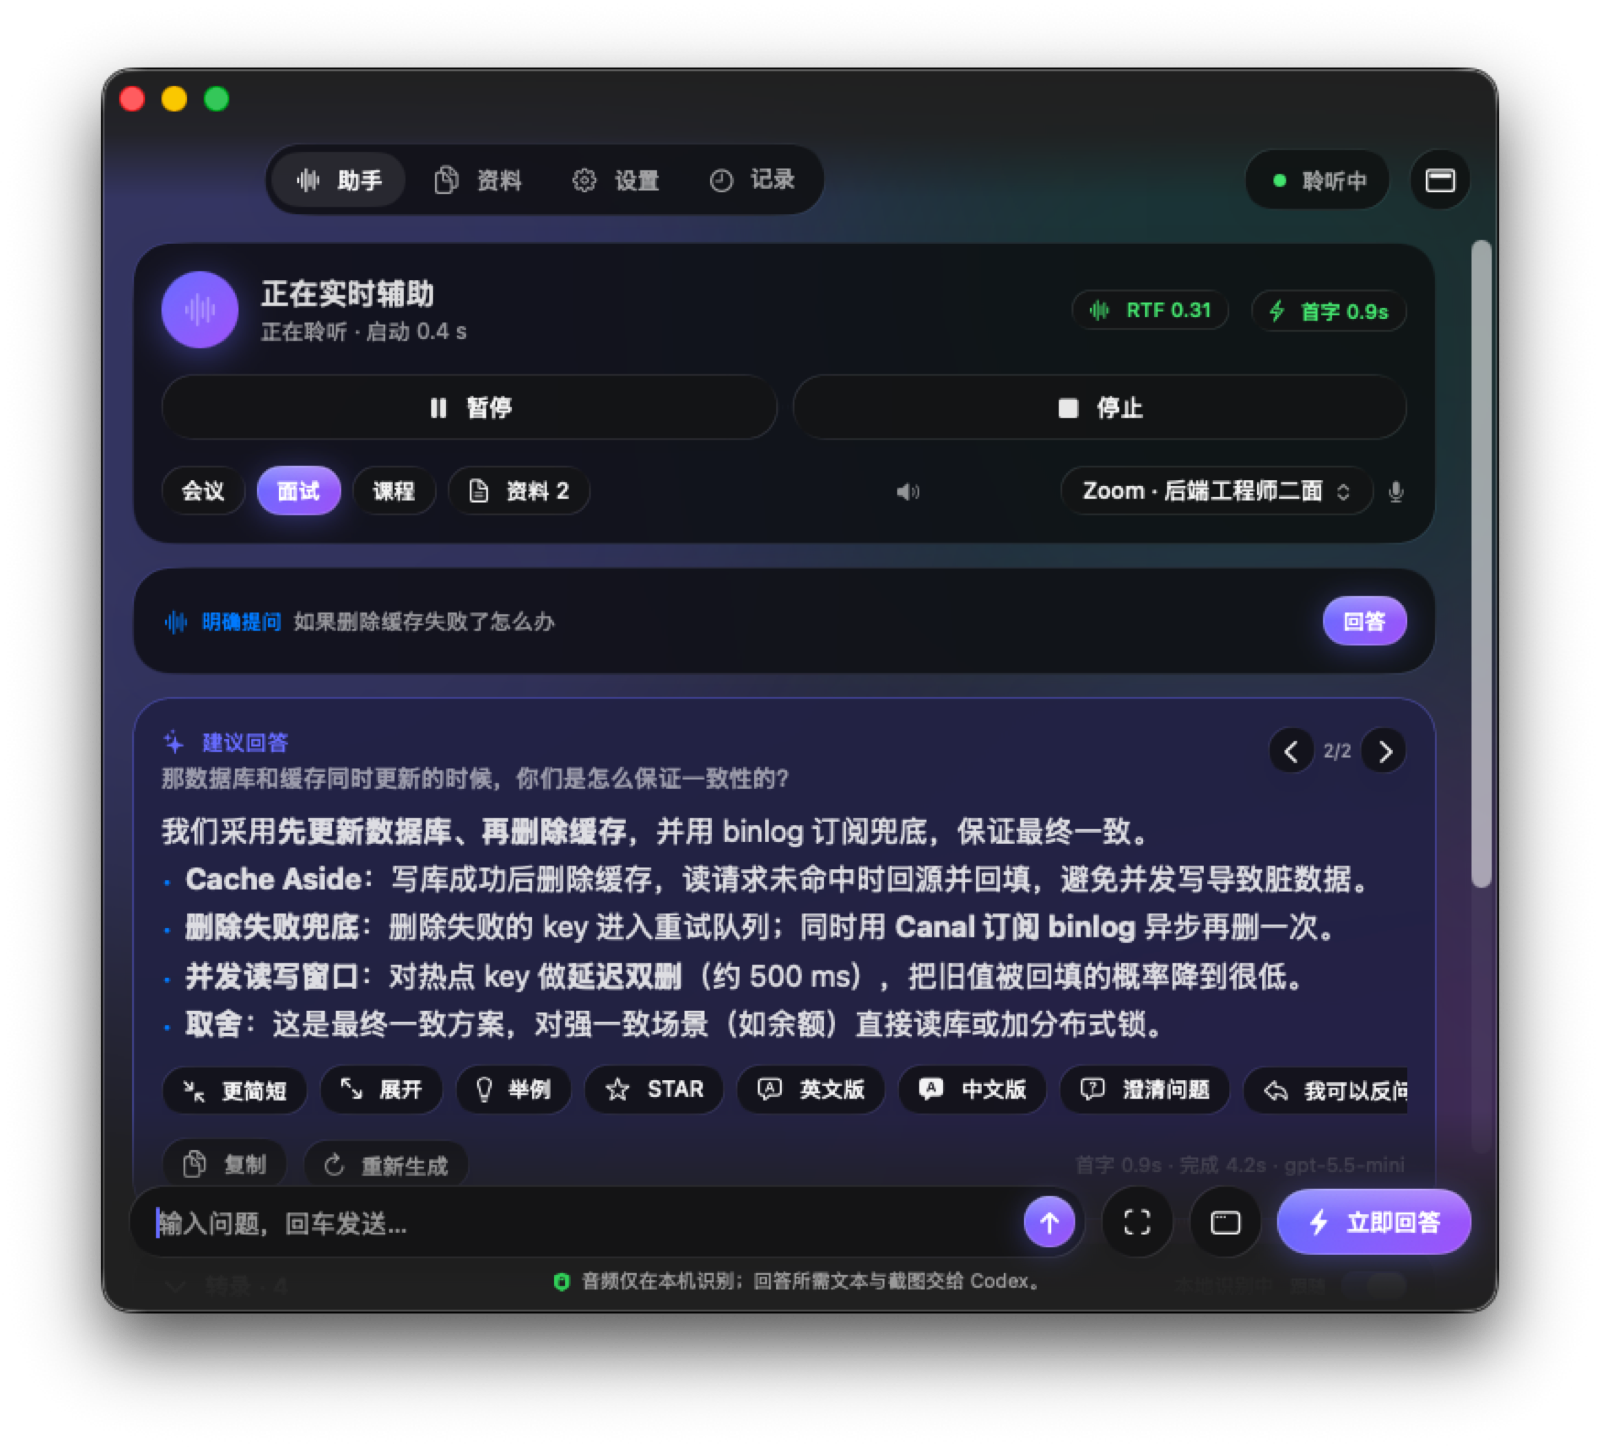 助手 资料 设置 记录 聆听中
正在实时辅助
正在聆听 · 启动 0.4 s
RTF 0.31 首字 0.9s
暂停 停止
会议 面试 课程 资料 2 Zoom · 后端工程师二面
明确提问 如果删除缓存失败了怎么办 回答
建议回答
2/2
那数据库和缓存同时更新的时候，你们是怎么保证一致性的？
我们采用先更新数据库、再删除缓存，并用 binlog 订阅兜底，保证最终一致。
· Cache Aside：写库成功后删除缓存，读请求未命中时回源并回填，避免并发写导致脏数据。
· 删除失败兜底：删除失败的 key 进入重试队列；同时用 Canal 订阅 binlog 异步再删一次。
· 并发读写窗口：对热点 key 做延迟双删（约 500 ms），把旧值被回填的概率降到很低。
· 取舍：这是最终一致方案，对强一致场景（如余额）直接读库或加分布式锁。
更简短 展开 举例 STAR 英文版 中文版 澄清问题 我可以反问
复制 重新生成 首字 0.9s · 完成 4.2s · gpt-5.5-mini
输入问题，回车发送... 立即回答
转录 · 4
音频仅在本机识别；回答所需文本与截图交给 Codex。